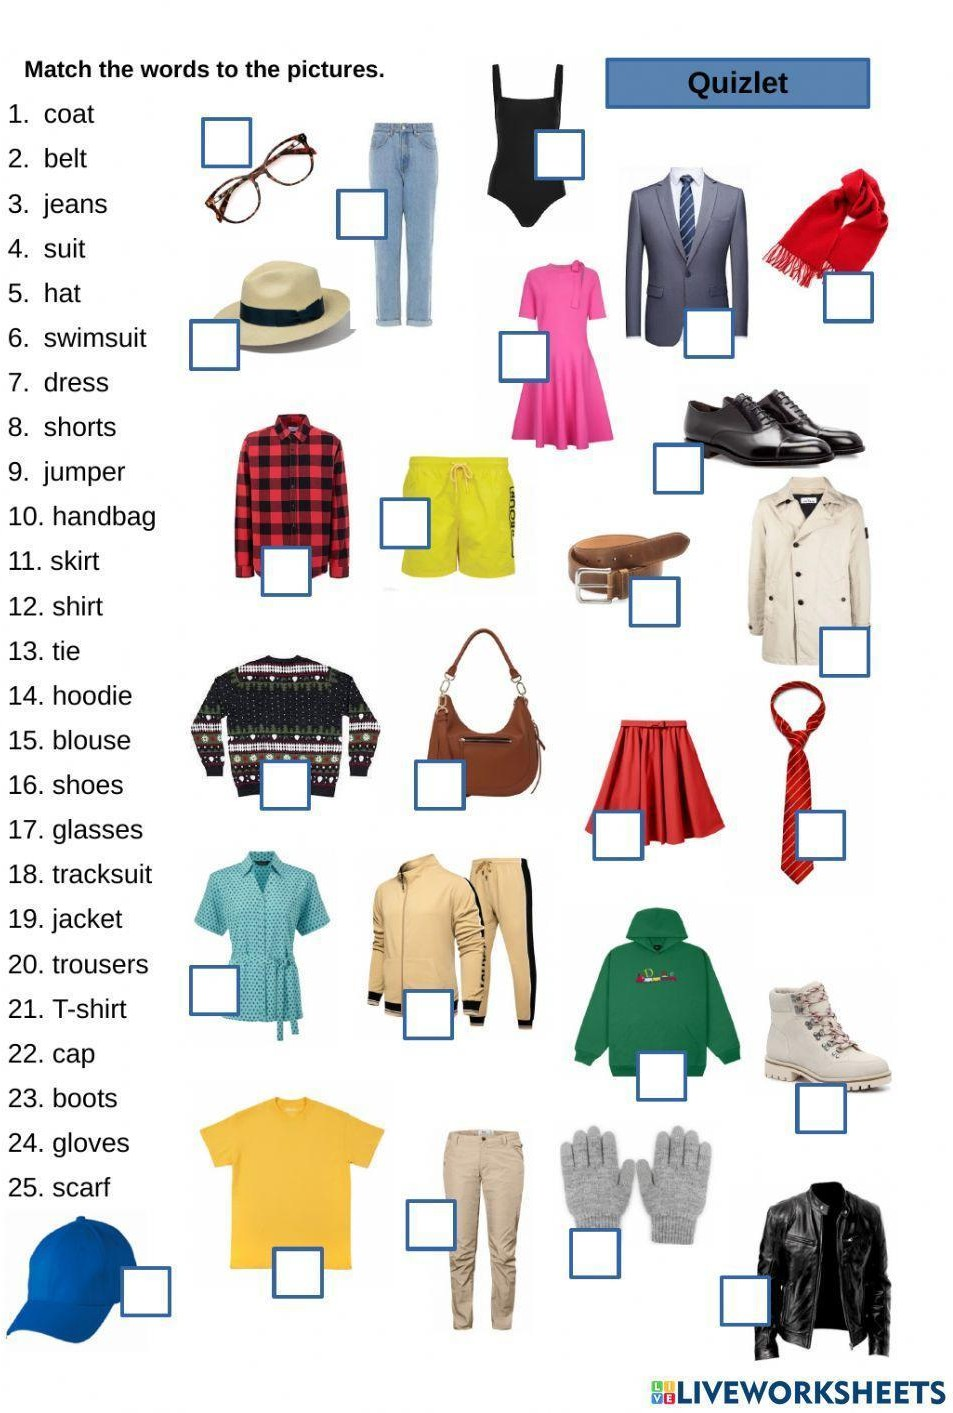 Match the words to the pictures.
Quizlet
1. coat
2. belt
3. jeans
4. suit
5. hat
6. swimsuit
7. dress
8. shorts
9. jumper
10. handbag
11. skirt
12. shirt
13. tie
14. hoodie
15. blouse
16. shoes
17. glasses
18. tracksuit
19. jacket
20. trousers
21. T-shirt
22. cap
23. boots
24. gloves
25. scarf
LIVE LIVEWORKSHEETS